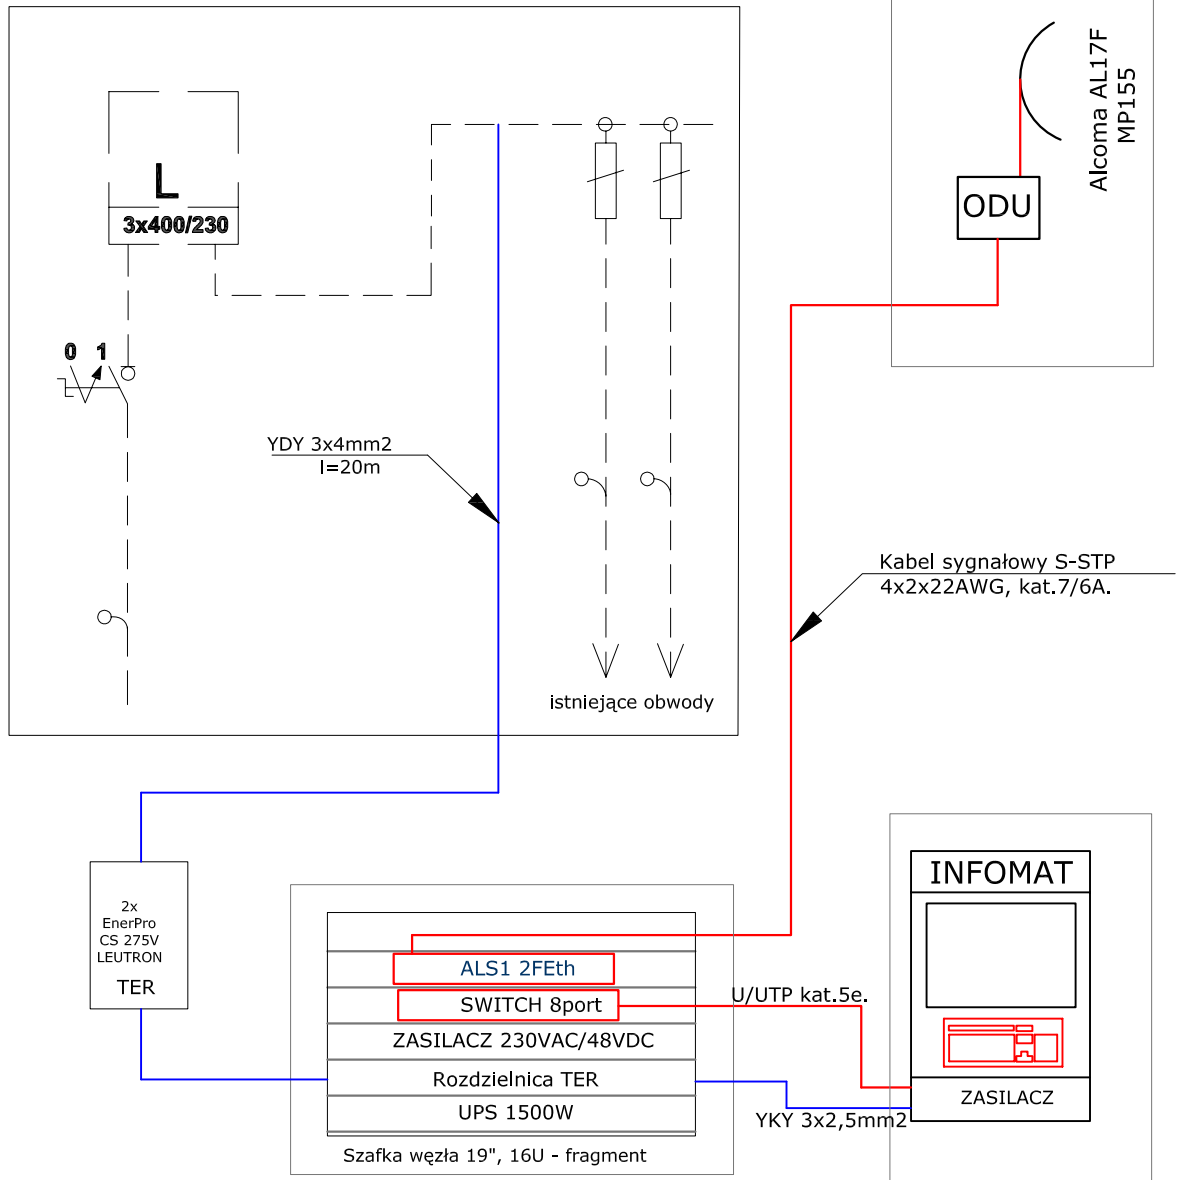 L
3x400/230
0 1
YDY 3x4mm2
l=20m
istniejące obwody
Alcoma AL17F
MP155
ODU
Kabel sygnałowy S-STP
4x2x22AWG, kat.7/6A.
2x
EnerPro
CS 275V
LEUTRON
TER
ALS1 2FEth
SWITCH 8port
ZASILACZ 230VAC/48VDC
Rozdzielnica TER
UPS 1500W
Szafka węzła 19", 16U - fragment
U/UTP kat.5e.
YKY 3x2,5mm2
INFOMAT
ZASILACZ